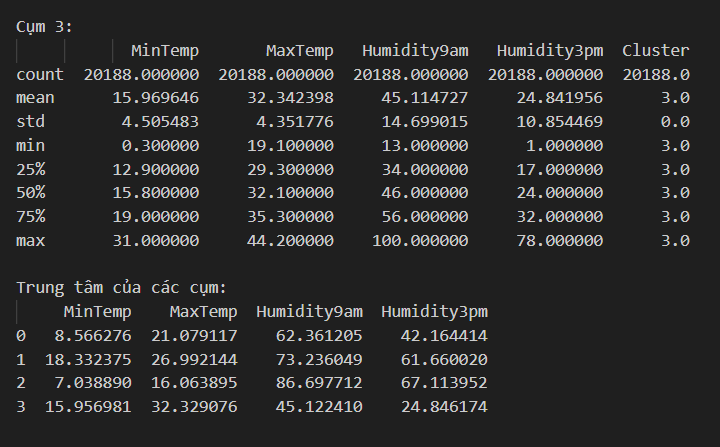 Cụm 3:
MinTemp MaxTemp Humidity9am Humidity3pm Cluster
count 20188.000000 20188.000000 20188.000000 20188.000000 20188.0
mean 15.969646 32.342398 45.114727 24.841956 3.0
std 4.505483 4.351776 14.699015 10.854469 0.0
min 0.300000 19.100000 13.000000 1.000000 3.0
25% 12.900000 29.300000 34.000000 17.000000 3.0
50% 15.800000 32.100000 46.000000 24.000000 3.0
75% 19.000000 35.300000 56.000000 32.000000 3.0
max 31.000000 44.200000 100.000000 78.000000 3.0
Trung tâm của các cụm:
MinTemp MaxTemp Humidity9am Humidity3pm
0 8.566276 21.079117 62.361205 42.164414
1 18.332375 26.992144 73.236049 61.660020
2 7.038890 16.063895 86.697712 67.113952
3 15.956981 32.329076 45.122410 24.846174